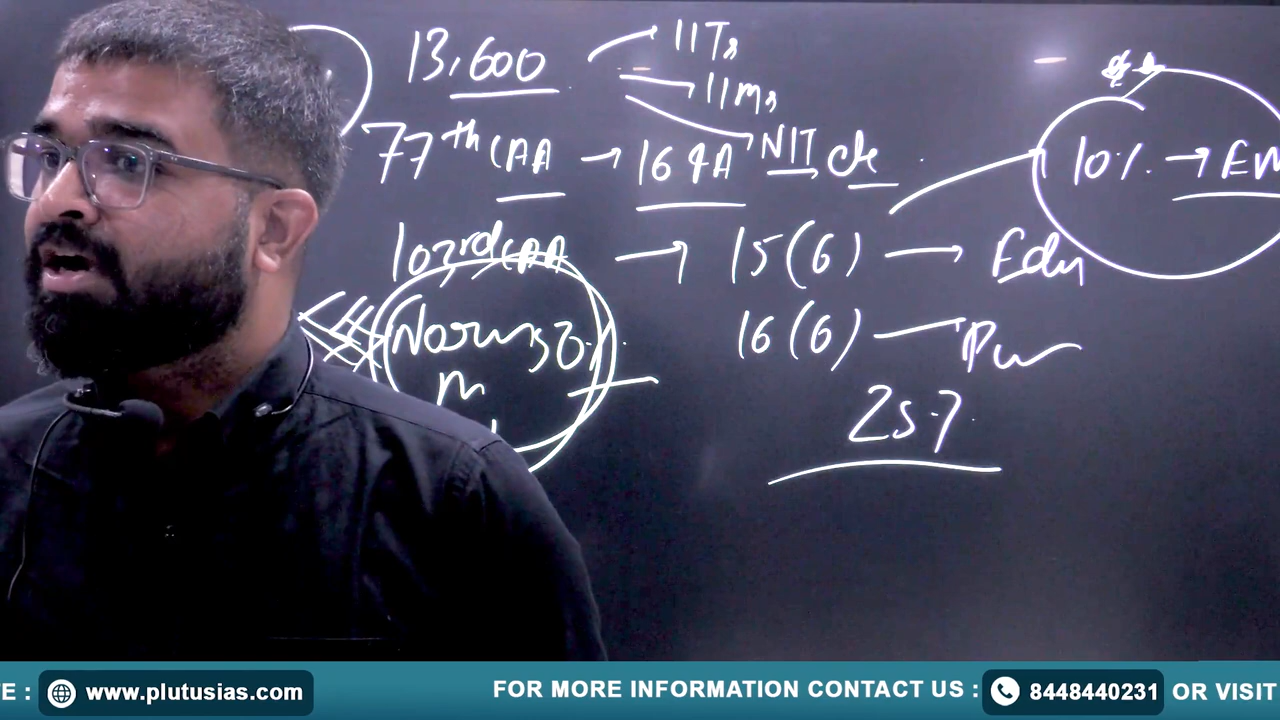 13,600 IITs
IIMs
77th CAA → 16 4A NIT etc
10% → EW
103rd CAA → 15(6) → Edu
16(6) —
50%
257
E : www.plutusias.com FOR MORE INFORMATION CONTACT US : 8448440231 OR VISIT